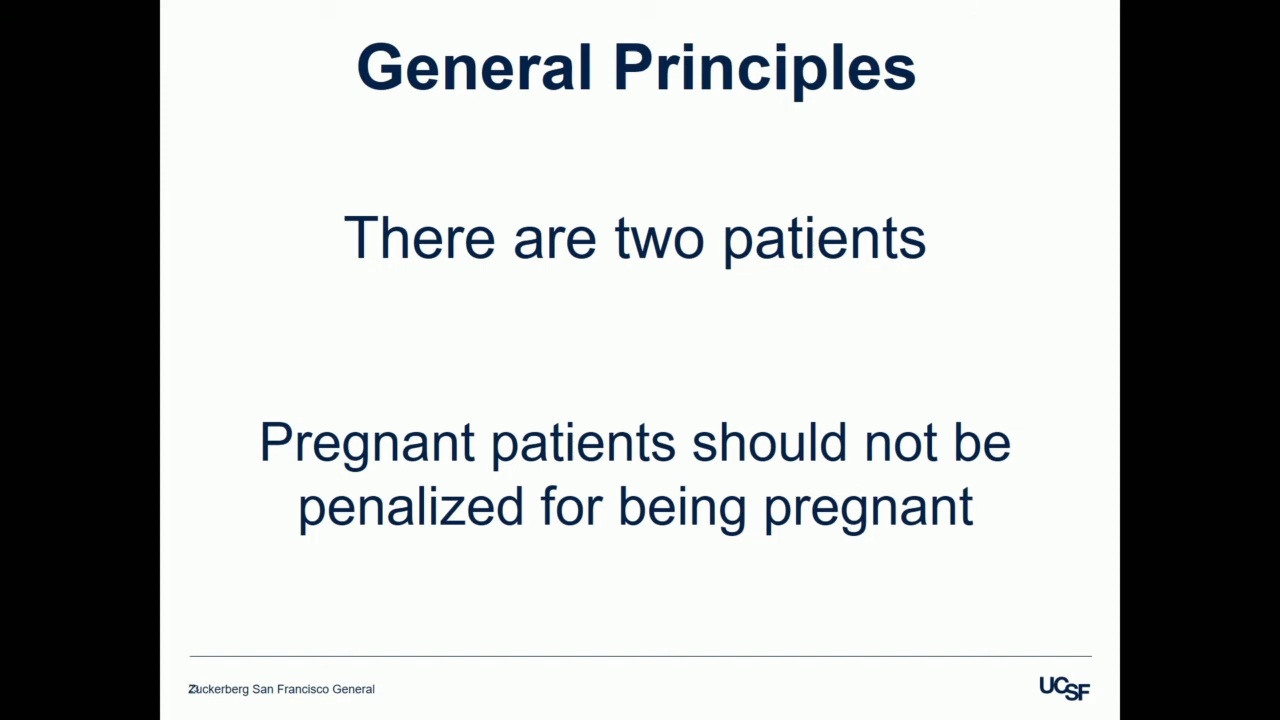 General Principles
There are two patients
Pregnant patients should not be
penalized for being pregnant
Zuckerberg San Francisco General
UCSF